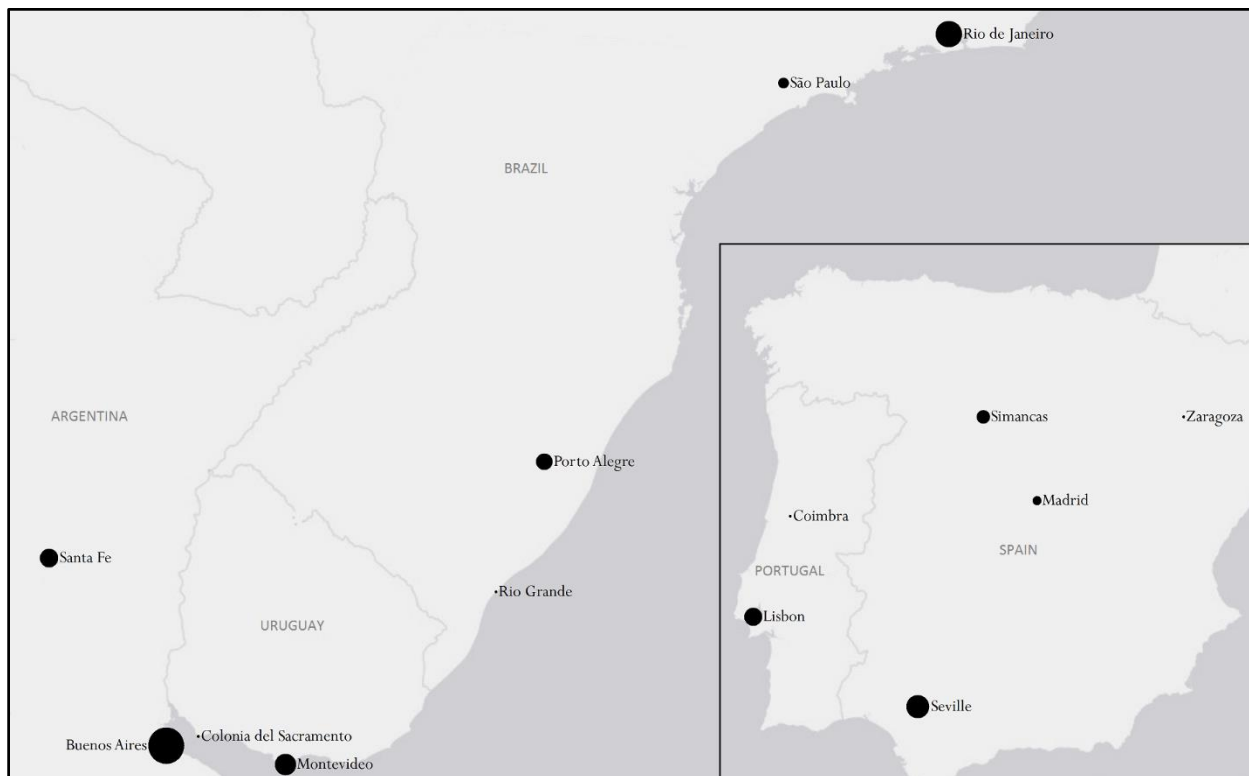 Rio de Janeiro
São Paulo
BRAZIL
ARGENTINA
Simancas
Zaragoza
Porto Alegre
Madrid
Coimbra
SPAIN
Santa Fe
PORTUGAL
Rio Grande
Lisbon
URUGUAY
Seville
Colonia del Sacramento
Buenos Aires
Montevideo